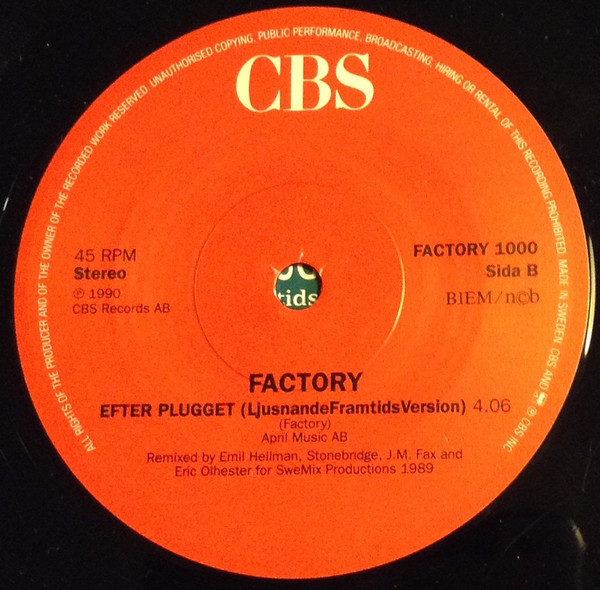 ALL RIGHTS OF THE PRODUCER AND OF THE OWNER OF THE RECORDED WORK RESERVED. UNAUTHORISED COPYING. PUBLIC PERFORMANCE. BROADCASTING. HIRING OR RENTAL OF THIS RECORDING PROHIBITED. MADE IN SWEDEN. CBS AND ℗ CBS INC.
CBS
45 RPM
Stereo
℗ 1990
CBS Records AB
FACTORY 1000
Sida B
BIEM/n©b
tids
FACTORY
EFTER PLUGGET (LjusnandeFramtidsVersion) 4.06
(Factory)
April Music AB
Remixed by Emil Hellman, Stonebridge, J.M. Fax and
Eric Olhester for SweMix Productions 1989